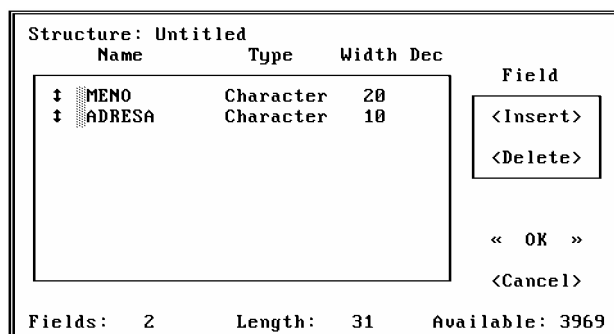 Structure: Untitled
Name Type Width Dec
Field
↕ MENO Character 20
↕ ADRESA Character 10
<Insert>
<Delete>
« OK »
<Cancel>
Fields: 2 Length: 31 Available: 3969